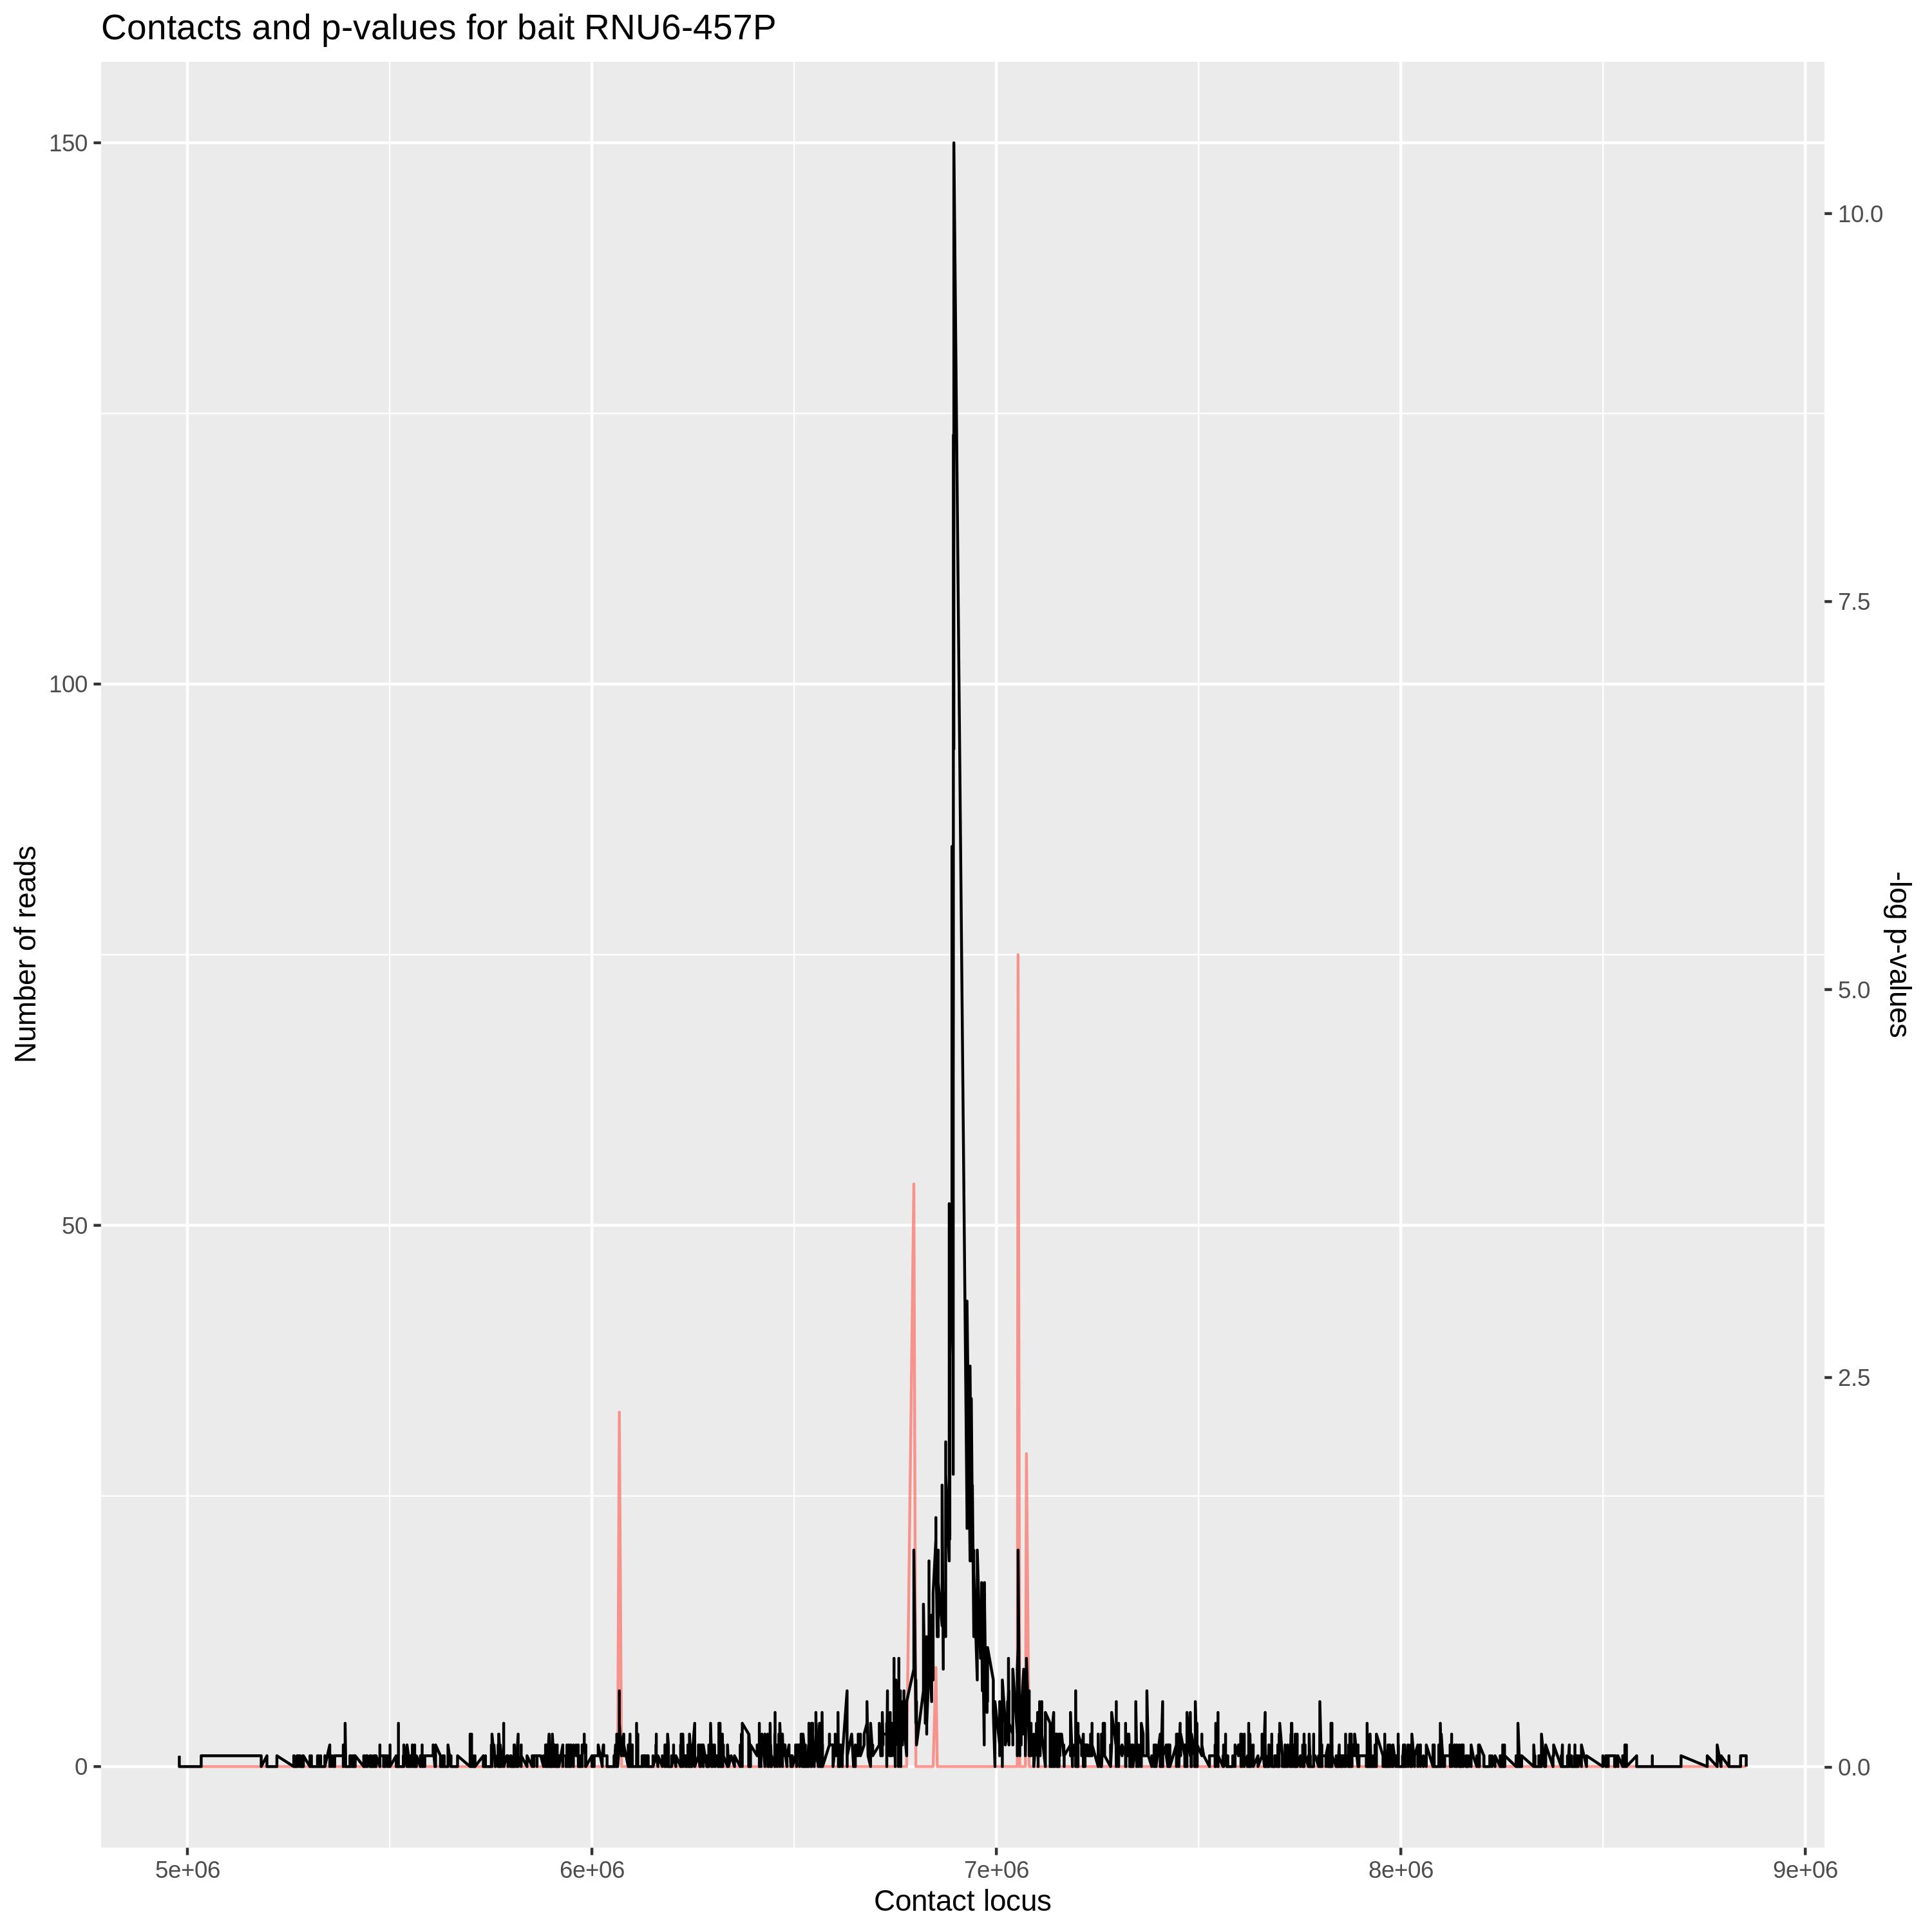 Contacts and p-values for bait RNU6-457P
150
100
50
0
Number of reads
10.0
7.5
5.0
2.5
0.0
-log p-values
5e+06
6e+06
7e+06
8e+06
9e+06
Contact locus